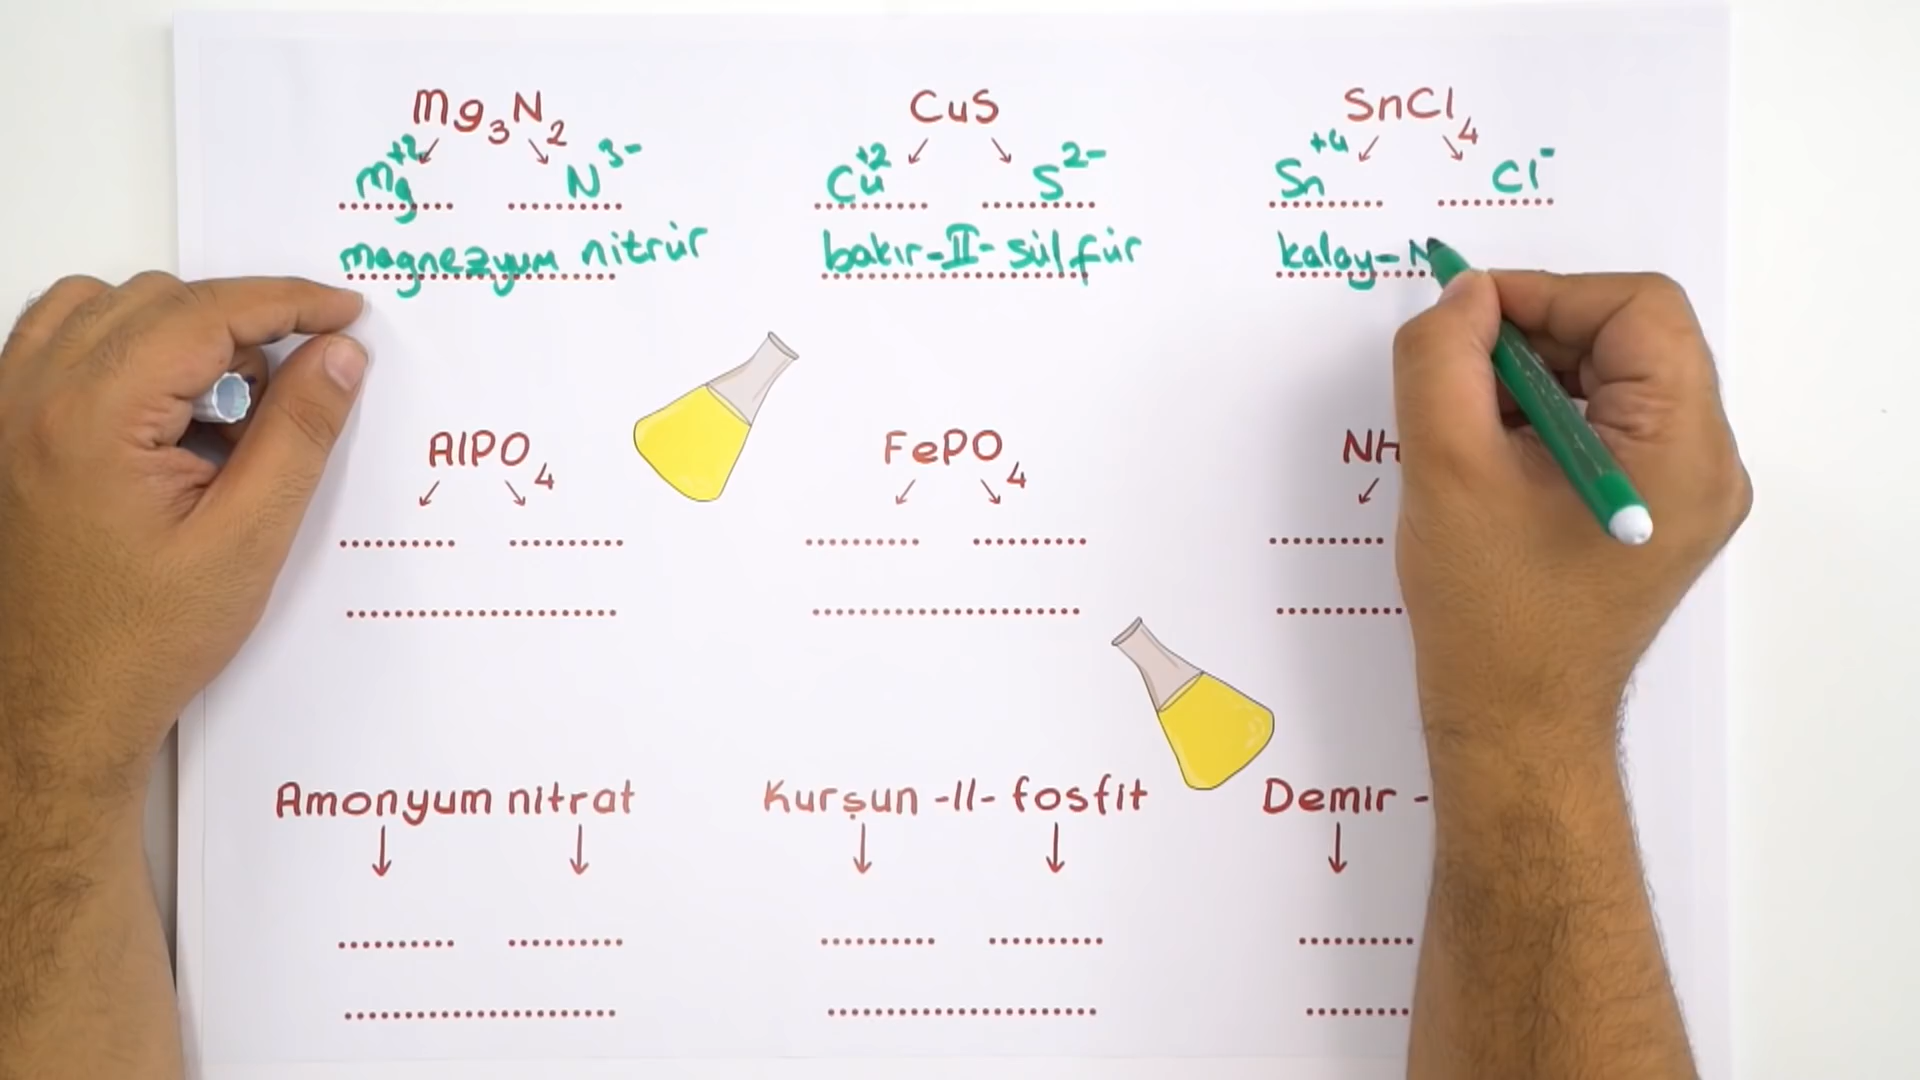 Mg₃N₂ CuS SnCl₄
Mg⁺² N³⁻ Cu⁺² S²⁻ Sn⁺⁴ Cl⁻
magnezyum nitrür bakır-II-sülfür kalay-
AlPO₄ FePO₄ NH
Amonyum nitrat Kurşun -II- fosfit Demir -